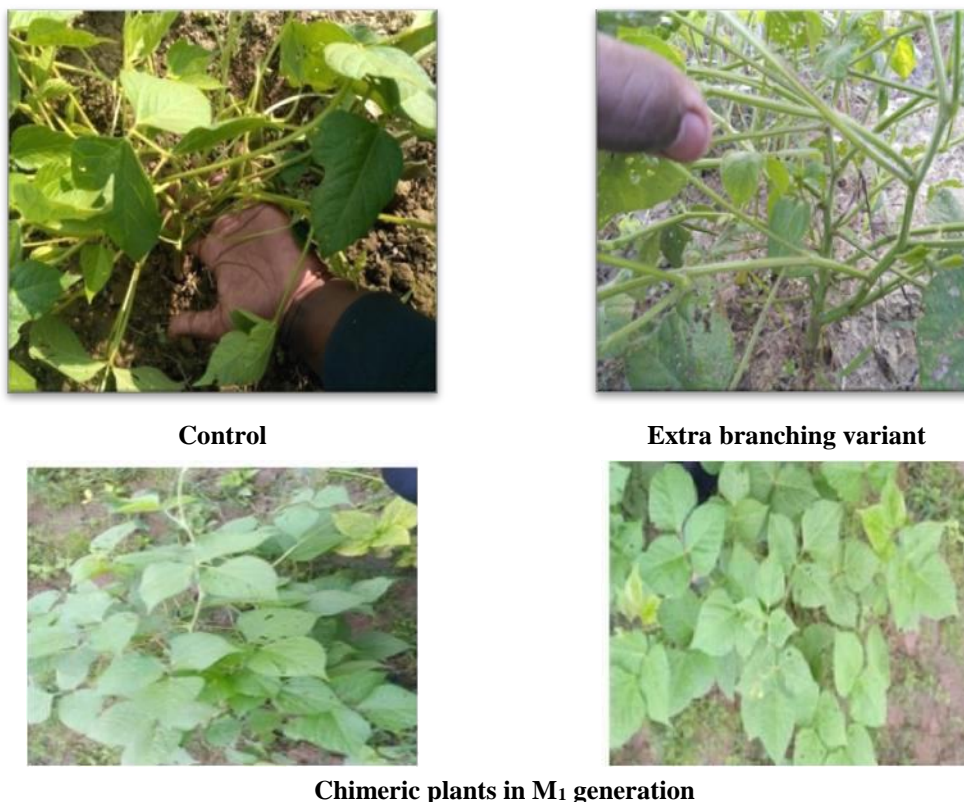 Control
Extra branching variant
Chimeric plants in M₁ generation